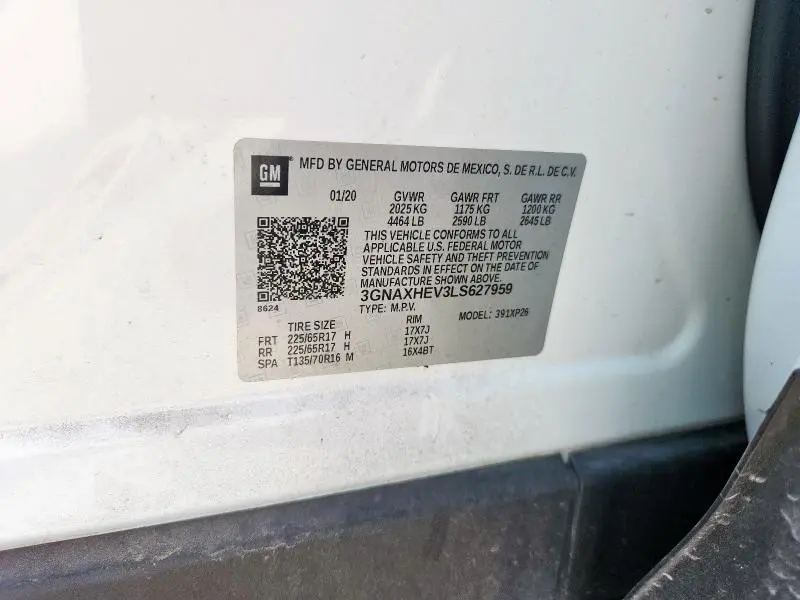 GM
MFD BY GENERAL MOTORS DE MEXICO, S. DE R.L. DE C.V.
01/20 GVWR GAWR FRT GAWR RR
2025 KG 1175 KG 1200 KG
4464 LB 2590 LB 2645 LB
THIS VEHICLE CONFORMS TO ALL
APPLICABLE U.S. FEDERAL MOTOR
VEHICLE SAFETY AND THEFT PREVENTION
STANDARDS IN EFFECT ON THE DATE OF
MANUFACTURE SHOWN ABOVE.
3GNAXHEV3LS627959
8624
TYPE: M.P.V. MODEL: 391XP26
TIRE SIZE RIM
FRT 225/65R17 H 17X7J
RR 225/65R17 H 17X7J
SPA T135/70R16 M 16X4BT